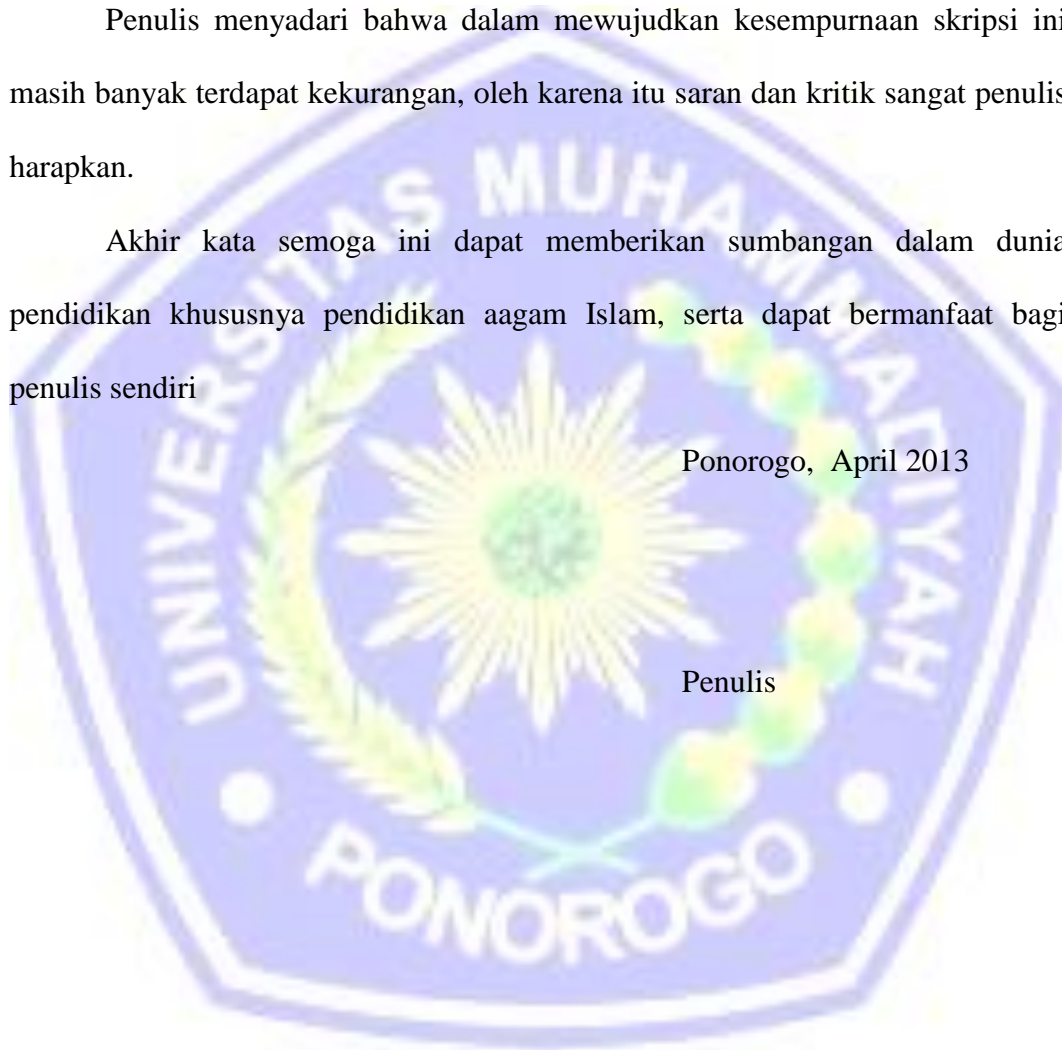 Penulis menyadari bahwa dalam mewujudkan kesempurnaan skripsi ini
masih banyak terdapat kekurangan, oleh karena itu saran dan kritik sangat penulis
harapkan.
Akhir kata semoga ini dapat memberikan sumbangan dalam dunia
pendidikan khususnya pendidikan aagam Islam, serta dapat bermanfaat bagi
penulis sendiri
Ponorogo, April 2013
Penulis
UNIVERSITAS MUHAMMADIYAH
PONOROGO